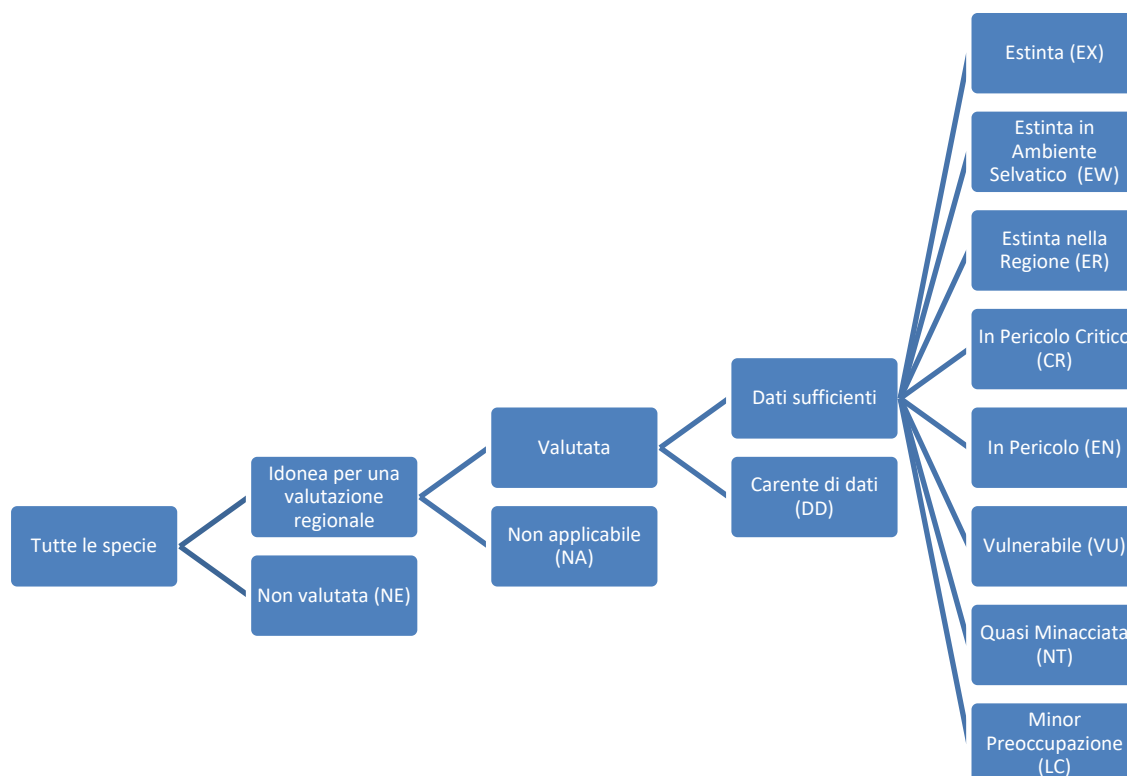 Tutte le specie
Idonea per una
valutazione
regionale
Non valutata (NE)
Valutata
Non applicabile
(NA)
Dati sufficienti
Carente di dati
(DD)
Estinta (EX)
Estinta in
Ambiente
Selvatico (EW)
Estinta nella
Regione (ER)
In Pericolo Critico
(CR)
In Pericolo (EN)
Vulnerabile (VU)
Quasi Minacciata
(NT)
Minor
Preoccupazione
(LC)